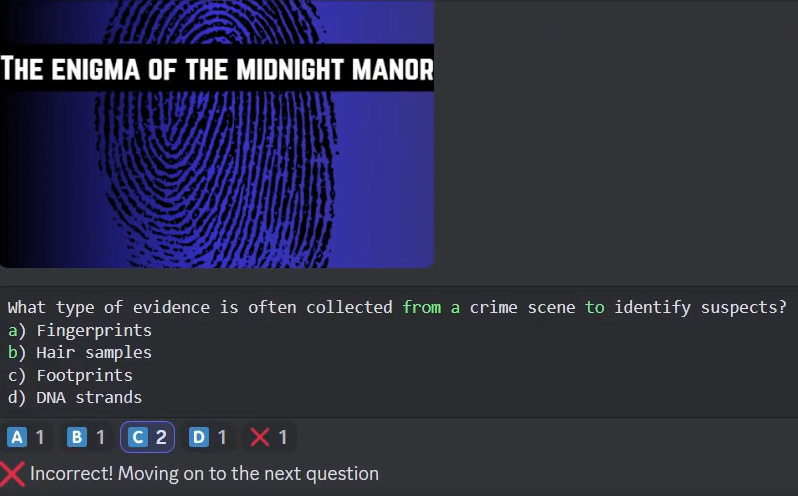 THE ENIGMA OF THE MIDNIGHT MANOR
What type of evidence is often collected from a crime scene to identify suspects?
a) Fingerprints
b) Hair samples
c) Footprints
d) DNA strands
A 1 B 1 C 2 D 1 ❌ 1
❌ Incorrect! Moving on to the next question